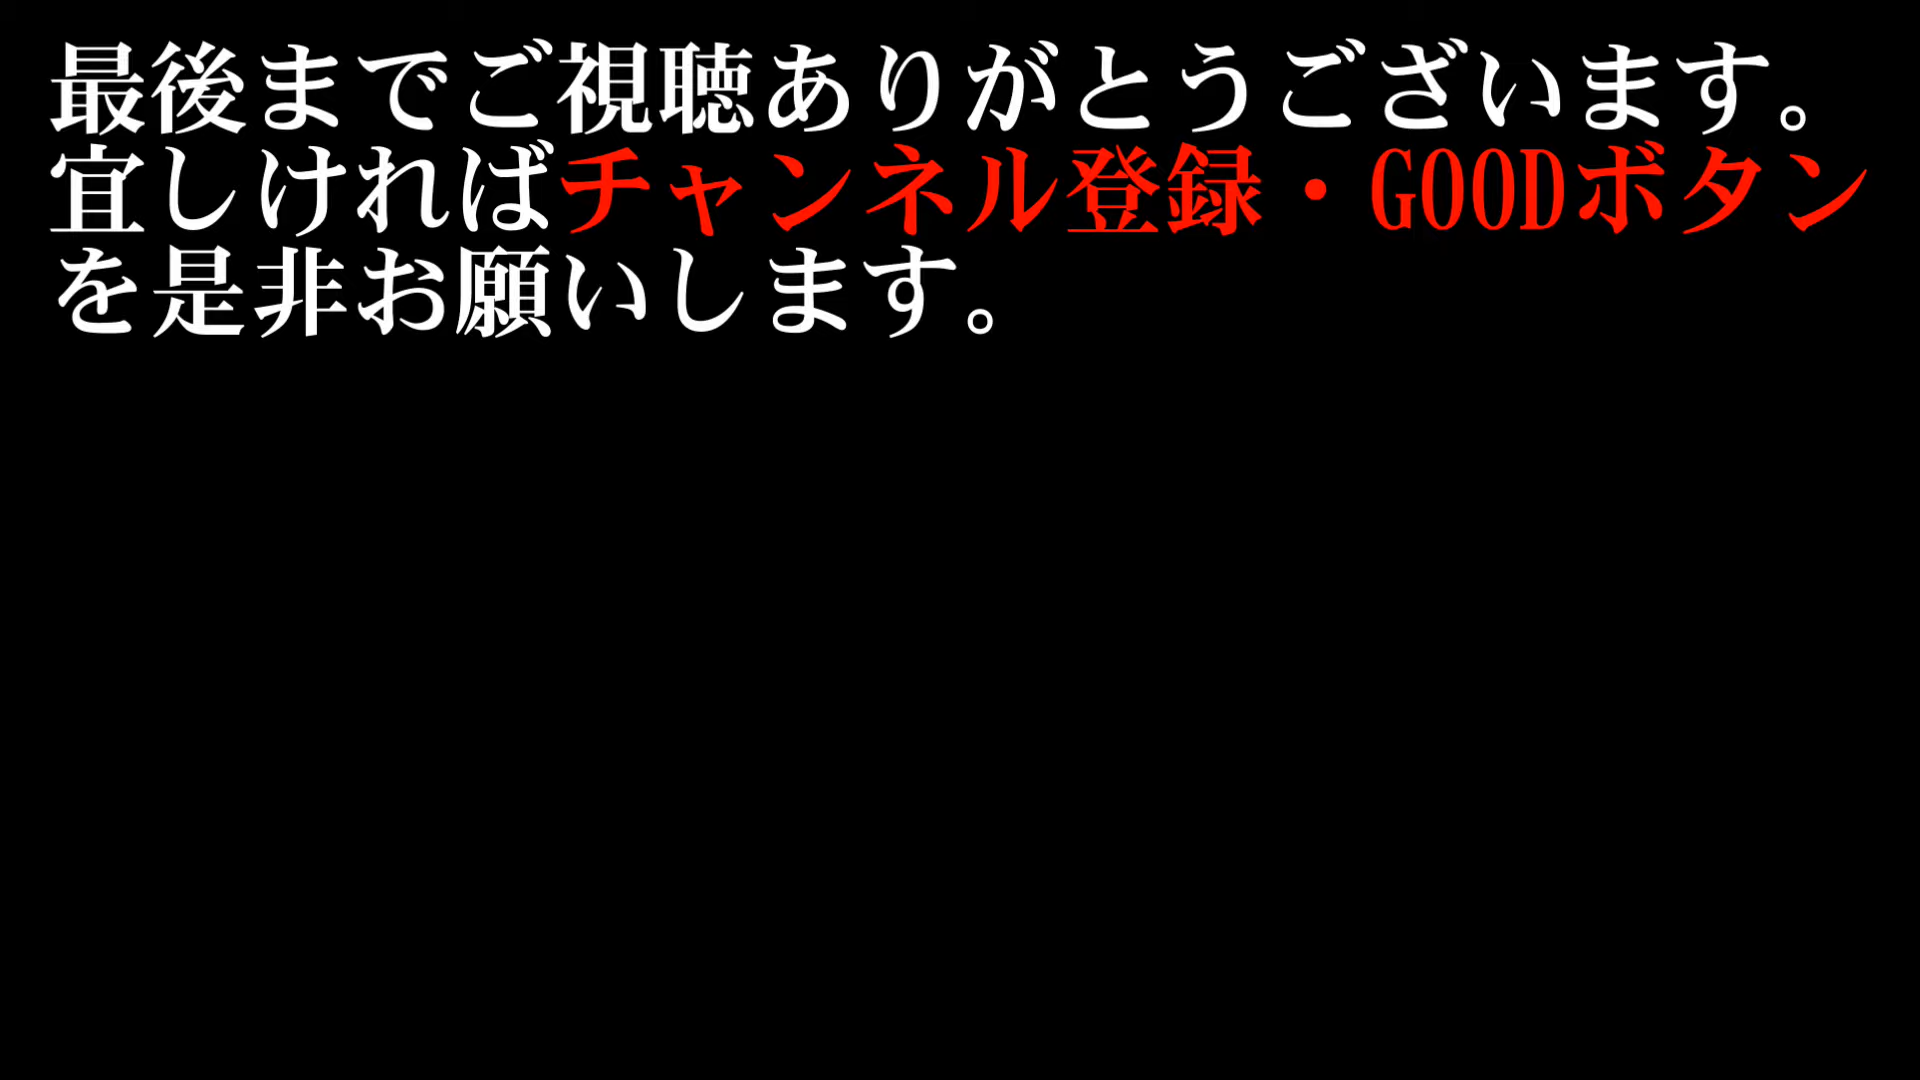 最後までご視聴ありがとうございます。
宜しければチャンネル登録・GOODボタン
を是非お願いします。